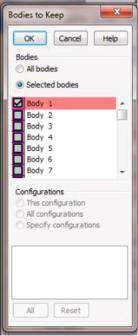 Bodies to Keep
OK Cancel Help
Bodies
All bodies
Selected bodies
Body 1
Body 2
Body 3
Body 4
Body 5
Body 6
Body 7
Configurations
This configuration
All configurations
Specify configurations
All Reset